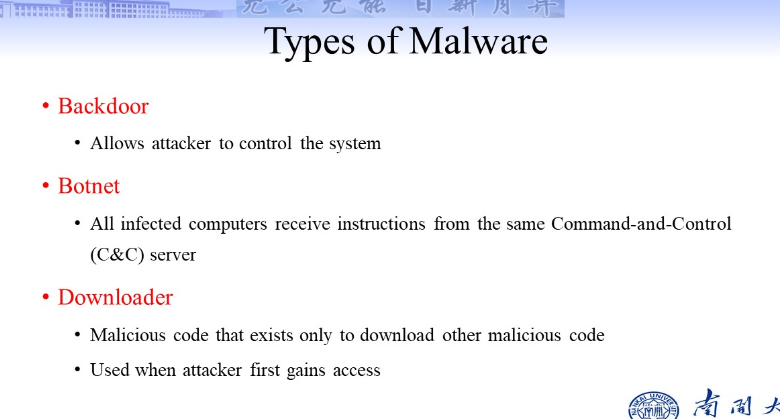 允公允能 日新月异
Types of Malware
• Backdoor
• Allows attacker to control the system
• Botnet
• All infected computers receive instructions from the same Command-and-Control
(C&C) server
• Downloader
• Malicious code that exists only to download other malicious code
• Used when attacker first gains access
南開大